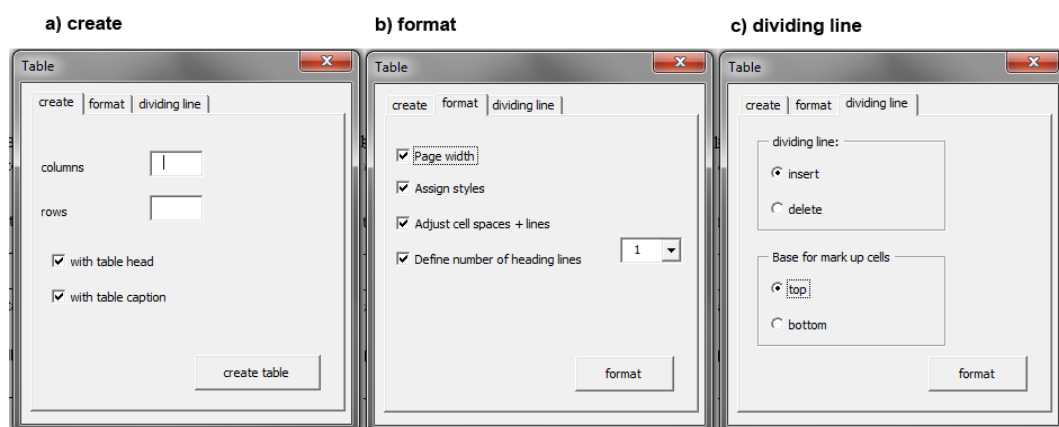 a) create
b) format
c) dividing line
Table
create format dividing line
columns
rows
with table head
with table caption
create table
Table
create format dividing line
Page width
Assign styles
Adjust cell spaces + lines
Define number of heading lines 1
format
Table
create format dividing line
dividing line:
insert
delete
Base for mark up cells
top
bottom
format